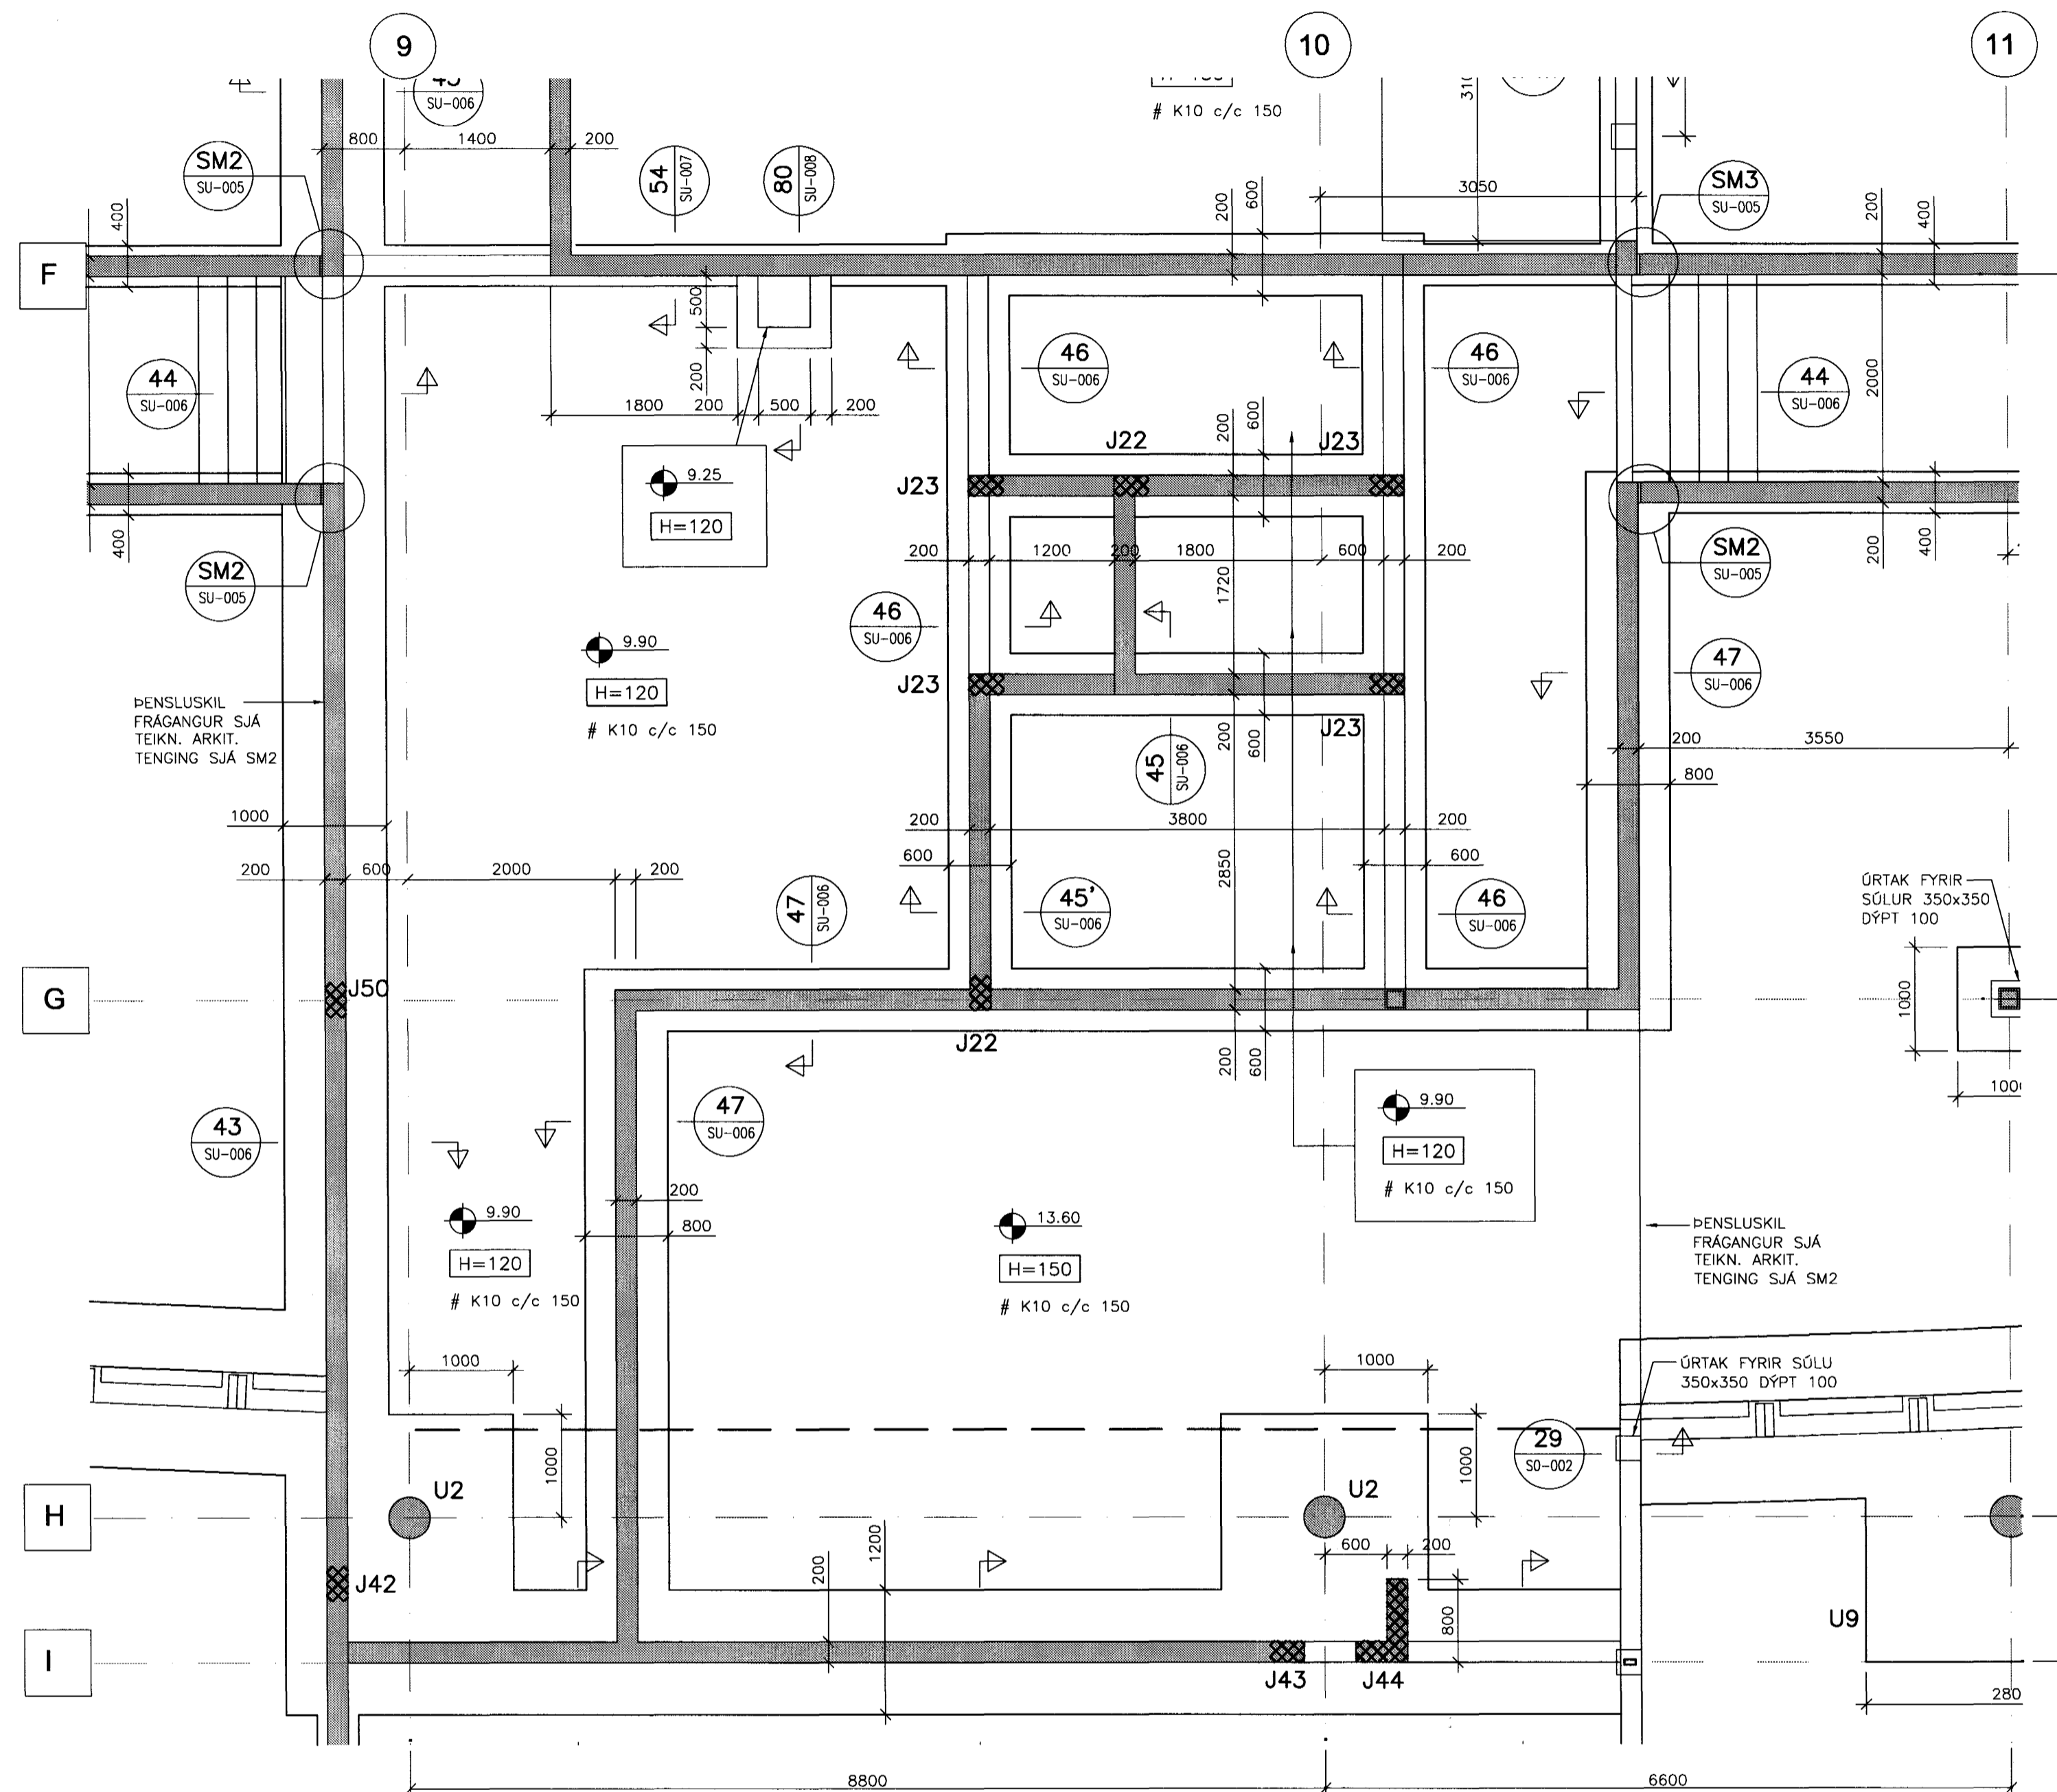 9
10
11
45
SU-006
# K10 c/c 150
310
800
1400
200
SM2
SU-005
54
SU-007
80
SU-008
200
600
3050
SM3
SU-005
200
400
400
F
500
200
1800
200
500
200
44
SU-006
46
SU-006
46
SU-006
44
SU-006
2000
200
600
J22
J23
J23
9.25
H=120
400
SM2
SU-005
200
1200
200
1800
600
200
1720
SM2
SU-005
200
400
46
SU-006
47
SU-006
9.90
H=120
# K10 c/c 150
J23
J23
ÞENSLUSKIL
FRÁGANGUR SJÁ
TEIKN. ARKIT.
TENGING SJÁ SM2
45
SU-006
200
600
200
3550
800
1000
200
3800
200
200
600
2000
200
600
2850
600
47
SU-006
45'
SU-006
46
SU-006
ÚRTAK FYRIR
SÚLUR 350x350
DÝPT 100
G
J50
1000
J22
200
600
43
SU-006
47
SU-006
9.90
H=120
# K10 c/c 150
200
800
9.90
H=120
# K10 c/c 150
13.60
H=150
# K10 c/c 150
ÞENSLUSKIL
FRÁGANGUR SJÁ
TEIKN. ARKIT.
TENGING SJÁ SM2
1000
1000
ÚRTAK FYRIR SÚLU
350x350 DÝPT 100
1000
1000
29
SO-002
H
U2
U2
1200
200
600
200
800
J42
U9
I
J43
J44
280
8800
6600